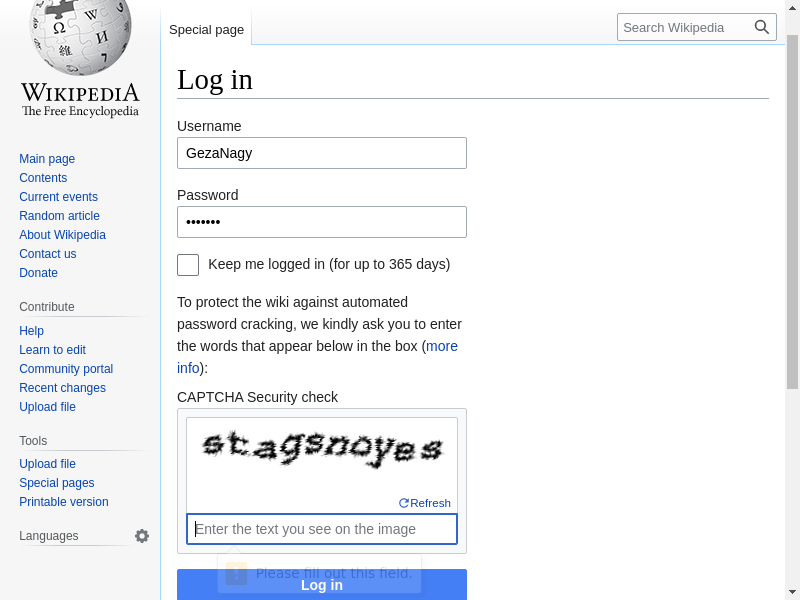 Special page
Search Wikipedia
WIKIPEDIA
The Free Encyclopedia
Main page
Contents
Current events
Random article
About Wikipedia
Contact us
Donate
Contribute
Help
Learn to edit
Community portal
Recent changes
Upload file
Tools
Upload file
Special pages
Printable version
Languages
Log in
Username
GezaNagy
Password
•••••••
Keep me logged in (for up to 365 days)
To protect the wiki against automated
password cracking, we kindly ask you to enter
the words that appear below in the box (more
info):
CAPTCHA Security check
stagsnoyes
Refresh
Enter the text you see on the image
Please fill out this field.
Log in